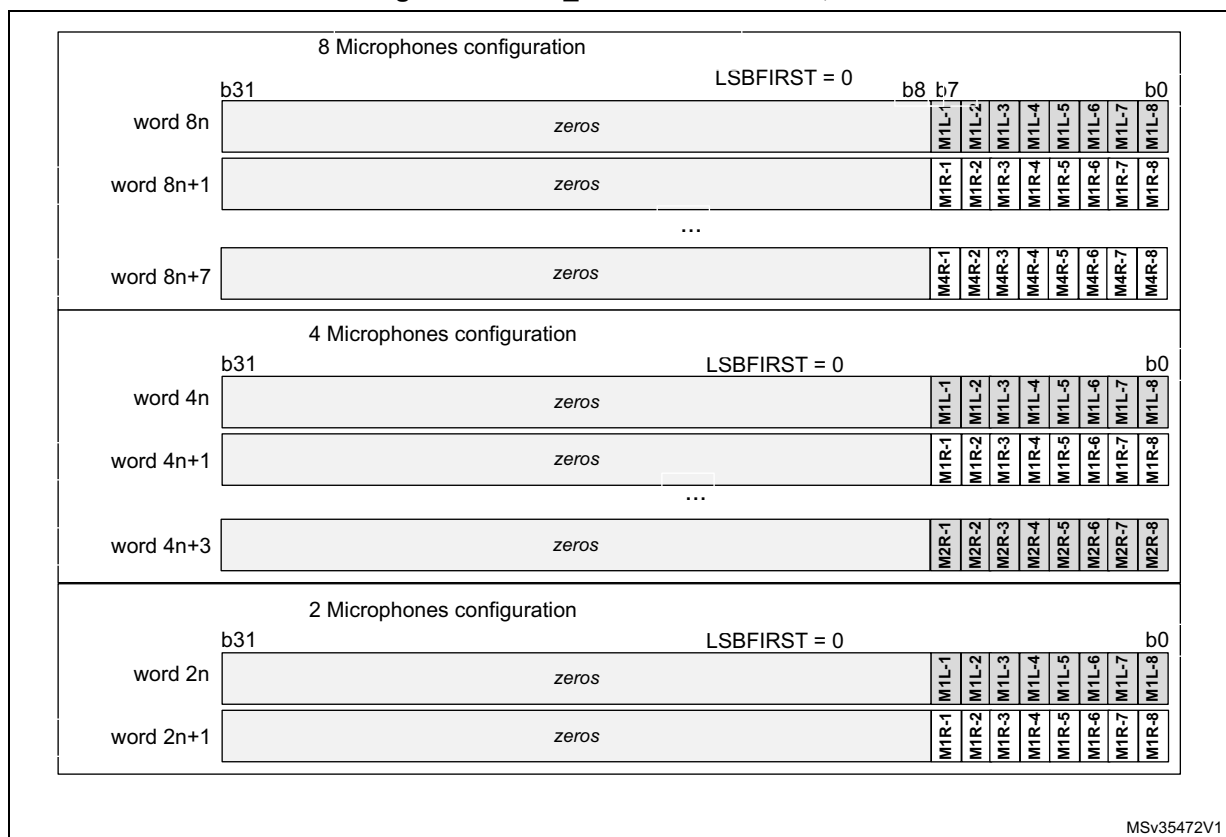 8 Microphones configuration
LSBFIRST = 0
b31 b8 b7 b0
word 8n zeros M1L-1 M1L-2 M1L-3 M1L-4 M1L-5 M1L-6 M1L-7 M1L-8
word 8n+1 zeros M1R-1 M1R-2 M1R-3 M1R-4 M1R-5 M1R-6 M1R-7 M1R-8
...
word 8n+7 zeros M4R-1 M4R-2 M4R-3 M4R-4 M4R-5 M4R-6 M4R-7 M4R-8
4 Microphones configuration
b31 LSBFIRST = 0 b0
word 4n zeros M1L-1 M1L-2 M1L-3 M1L-4 M1L-5 M1L-6 M1L-7 M1L-8
word 4n+1 zeros M1R-1 M1R-2 M1R-3 M1R-4 M1R-5 M1R-6 M1R-7 M1R-8
...
word 4n+3 zeros M2R-1 M2R-2 M2R-3 M2R-4 M2R-5 M2R-6 M2R-7 M2R-8
2 Microphones configuration
b31 LSBFIRST = 0 b0
word 2n zeros M1L-1 M1L-2 M1L-3 M1L-4 M1L-5 M1L-6 M1L-7 M1L-8
word 2n+1 zeros M1R-1 M1R-2 M1R-3 M1R-4 M1R-5 M1R-6 M1R-7 M1R-8
MSv35472V1